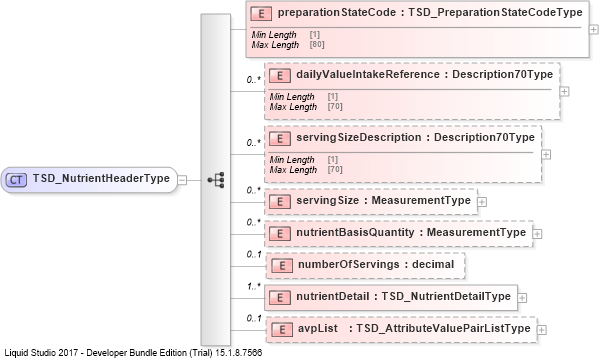 E preparationStateCode : TSD_PreparationStateCodeType
Min Length [1]
Max Length [80]
0..* E dailyValueIntakeReference : Description70Type
Min Length [1]
Max Length [70]
0..* E servingSizeDescription : Description70Type
Min Length [1]
Max Length [70]
CT TSD_NutrientHeaderType
0..* E servingSize : MeasurementType
0..* E nutrientBasisQuantity : MeasurementType
0..1 E numberOfServings : decimal
1..* E nutrientDetail : TSD_NutrientDetailType
0..1 E avpList : TSD_AttributeValuePairListType
Liquid Studio 2017 - Developer Bundle Edition (Trial) 15.1.8.7566